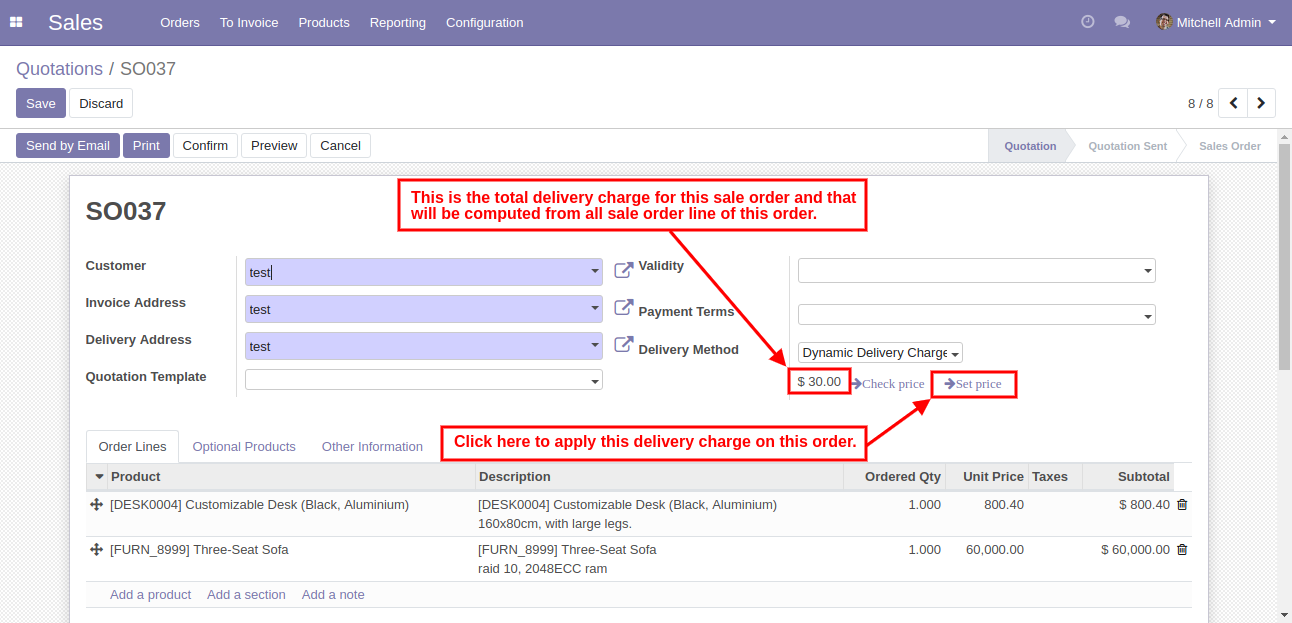 Sales Orders To Invoice Products Reporting Configuration Mitchell Admin
Quotations / SO037
Save Discard 8 / 8
Send by Email Print Confirm Preview Cancel Quotation Quotation Sent Sales Order
This is the total delivery charge for this sale order and that
will be computed from all sale order line of this order.
SO037
Customer test Validity
Invoice Address test Payment Terms
Delivery Address test Delivery Method Dynamic Delivery Charge
Quotation Template $ 30.00 Check price Set price
Click here to apply this delivery charge on this order.
Order Lines Optional Products Other Information
Product Description Ordered Qty Unit Price Taxes Subtotal
[DESK0004] Customizable Desk (Black, Aluminium) [DESK0004] Customizable Desk (Black, Aluminium) 1.000 800.40 $ 800.40
160x80cm, with large legs.
[FURN_8999] Three-Seat Sofa [FURN_8999] Three-Seat Sofa 1.000 60,000.00 $ 60,000.00
raid 10, 2048ECC ram
Add a product Add a section Add a note